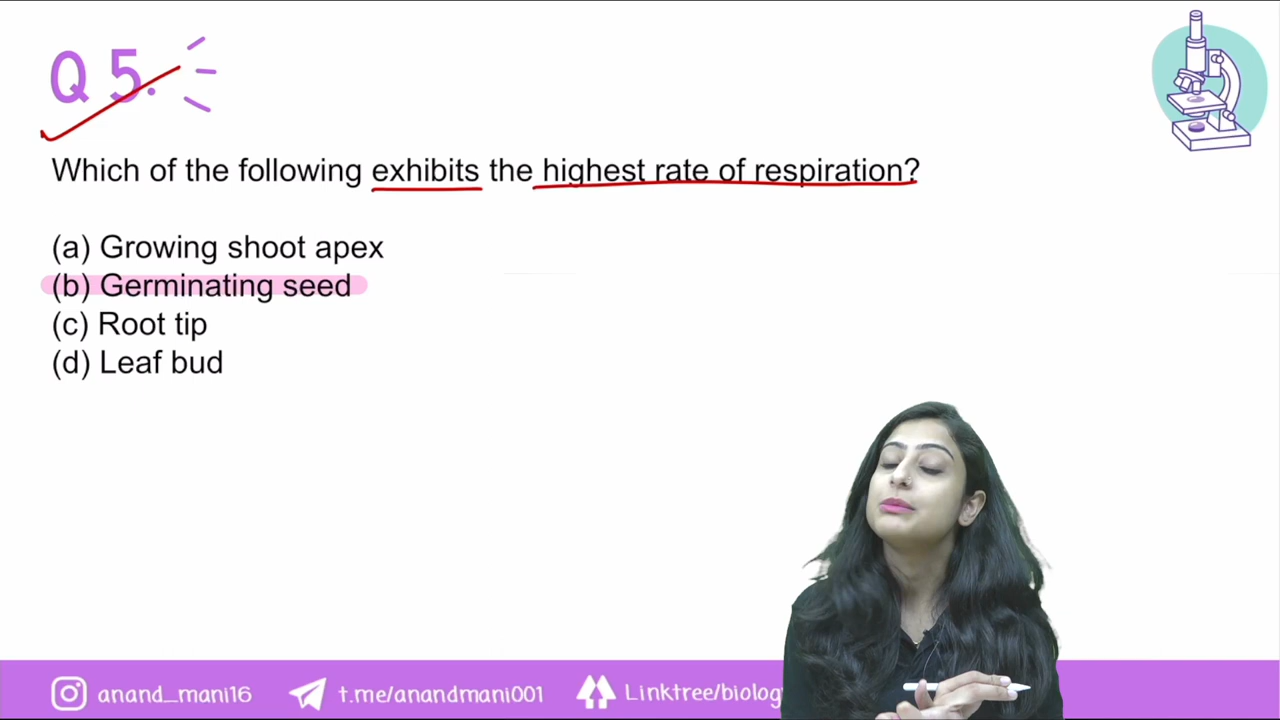 Q 5.
Which of the following exhibits the highest rate of respiration?
(a) Growing shoot apex
(b) Germinating seed
(c) Root tip
(d) Leaf bud
anand_mani16
t.me/anandmani001
Linktree/biology